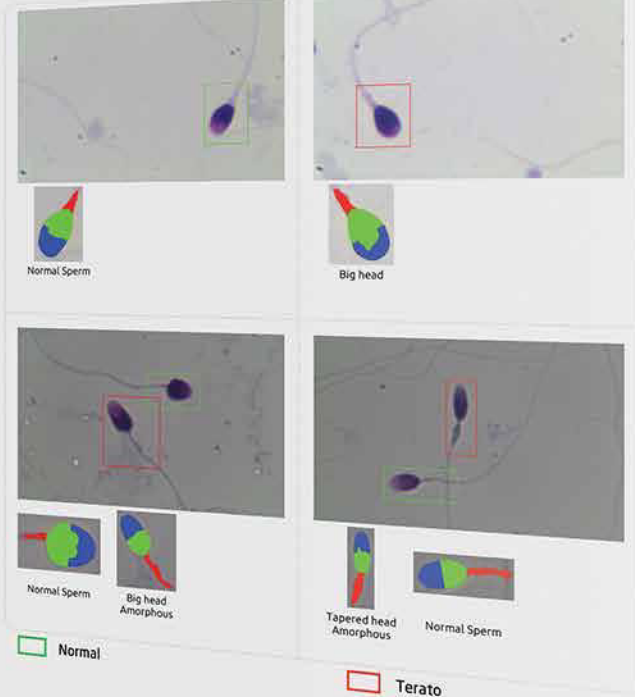 Normal Sperm
Big head
Normal Sperm
Big head
Amorphous
Tapered head
Amorphous
Normal Sperm
Normal
Terato